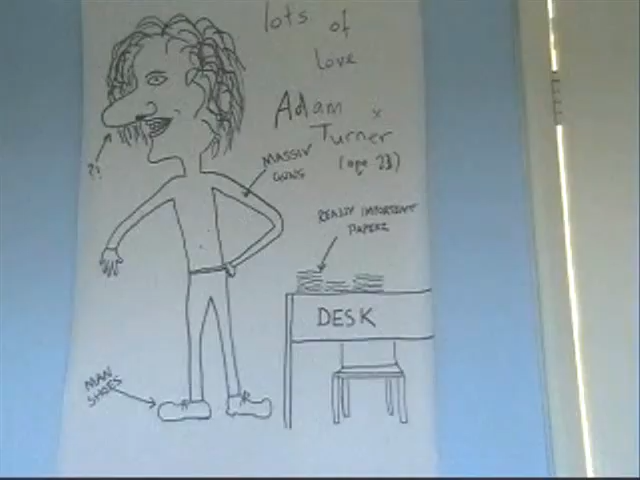 lots of
love
Adam x
Turner
(age 23)
MASSIV
GUNS
??
REALLY IMPORTENT
PAPERZ
DESK
MAN
SHOES